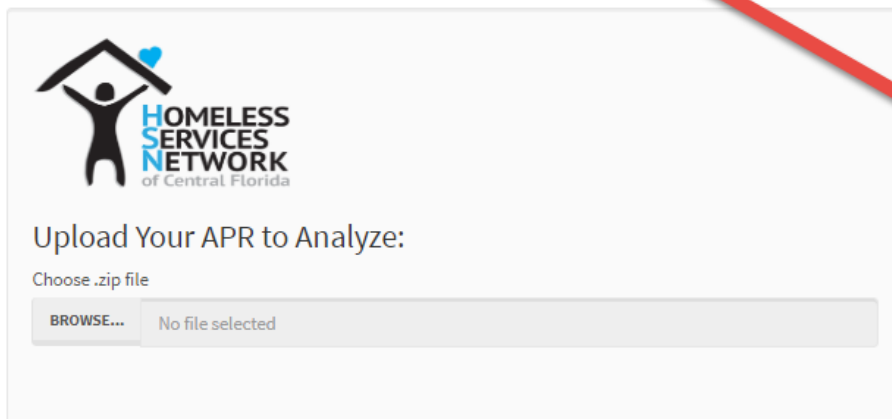 HOMELESS
SERVICES
NETWORK
of Central Florida
Upload Your APR to Analyze:
Choose .zip file
BROWSE... No file selected